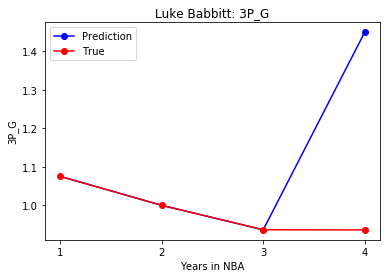 Luke Babbitt: 3P_G
Prediction
True
3P_G
1.4
1.3
1.2
1.1
1.0
1
2
3
4
Years in NBA